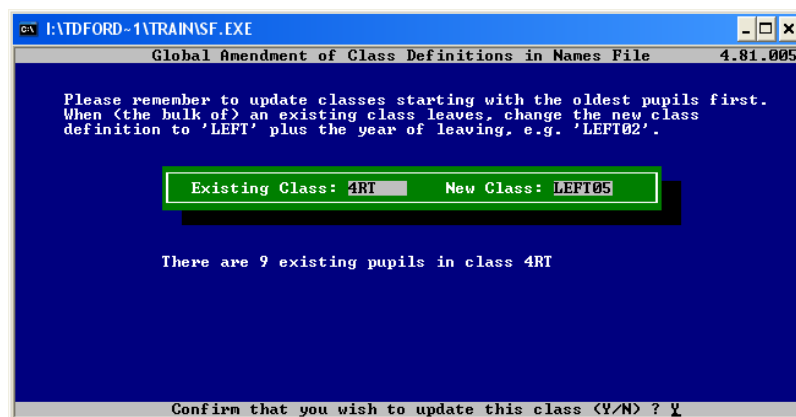 I:\TDFORD~1\TRAIN\SF.EXE
Global Amendment of Class Definitions in Names File 4.81.005
Please remember to update classes starting with the oldest pupils first.
When (the bulk of) an existing class leaves, change the new class
definition to 'LEFT' plus the year of leaving, e.g. 'LEFT02'.
Existing Class: 4RT New Class: LEFT05
There are 9 existing pupils in class 4RT
Confirm that you wish to update this class (Y/N) ? Y